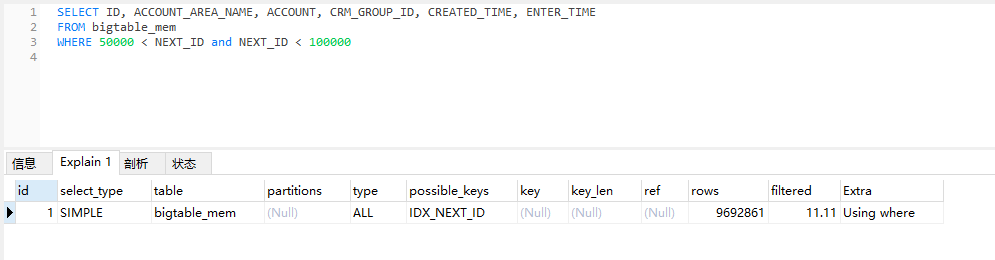 1 SELECT ID, ACCOUNT_AREA_NAME, ACCOUNT, CRM_GROUP_ID, CREATED_TIME, ENTER_TIME
2 FROM bigtable_mem
3 WHERE 50000 < NEXT_ID and NEXT_ID < 100000
4
信息 Explain 1 剖析 状态
id select_type table partitions type possible_keys key key_len ref rows filtered Extra
1 SIMPLE bigtable_mem (Null) ALL IDX_NEXT_ID (Null) (Null) (Null) 9692861 11.11 Using where